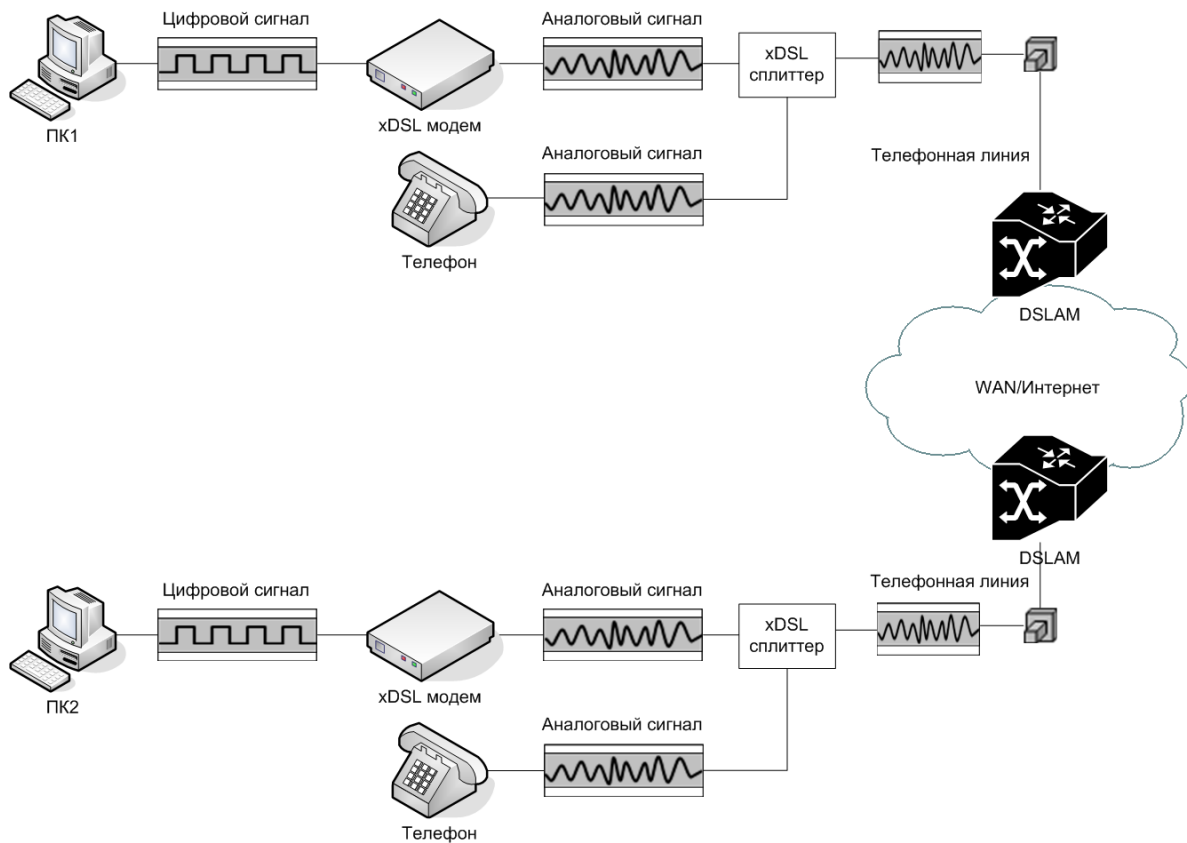 Цифровой сигнал
Аналоговый сигнал
xDSL
сплиттер
ПК1
xDSL модем
Аналоговый сигнал
Телефонная линия
Телефон
DSLAM
WAN/Интернет
DSLAM
Цифровой сигнал
Аналоговый сигнал
Телефонная линия
xDSL
сплиттер
ПК2
xDSL модем
Аналоговый сигнал
Телефон